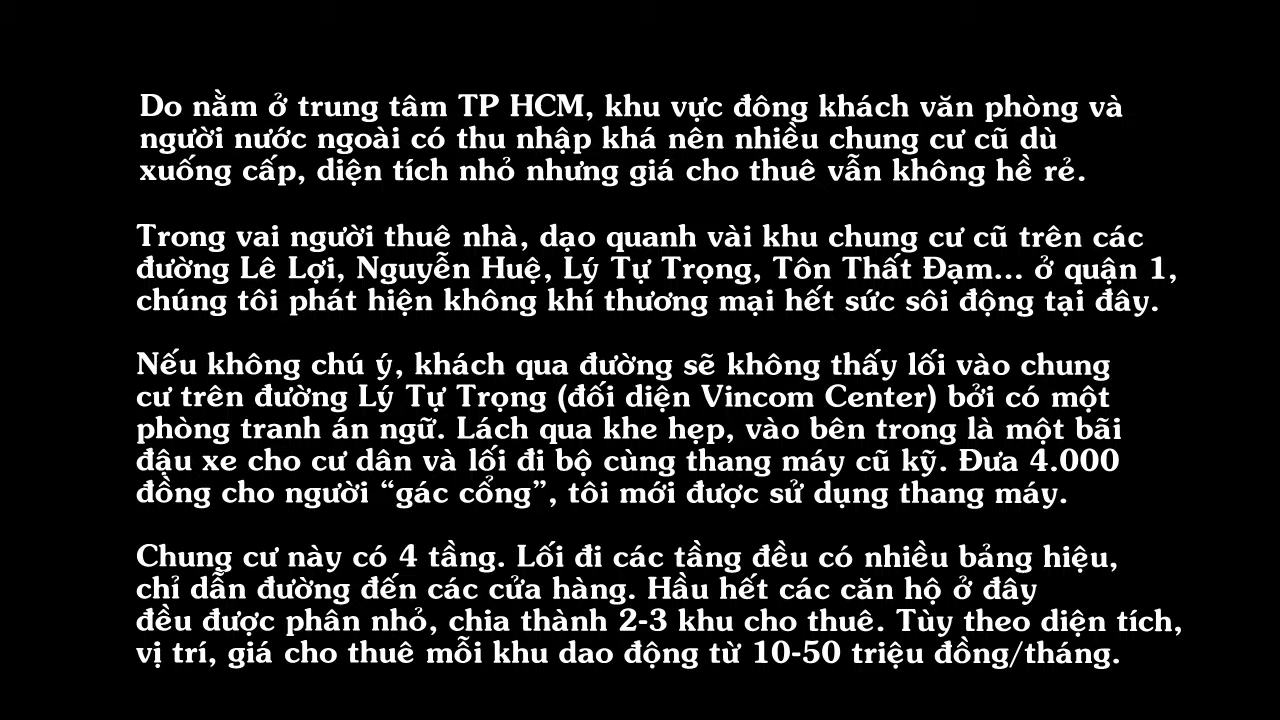 Do nằm ở trung tâm TP HCM, khu vực đông khách văn phòng và
người nước ngoài có thu nhập khá nên nhiều chung cư cũ dù
xuống cấp, diện tích nhỏ nhưng giá cho thuê vẫn không hề rẻ.
Trong vai người thuê nhà, dạo quanh vài khu chung cư cũ trên các
đường Lê Lợi, Nguyễn Huệ, Lý Tự Trọng, Tôn Thất Đạm... ở quận 1,
chúng tôi phát hiện không khí thương mại hết sức sôi động tại đây.
Nếu không chú ý, khách qua đường sẽ không thấy lối vào chung
cư trên đường Lý Tự Trọng (đối diện Vincom Center) bởi có một
phòng tranh án ngữ. Lách qua khe hẹp, vào bên trong là một bãi
đậu xe cho cư dân và lối đi bộ cùng thang máy cũ kỹ. Đưa 4.000
đồng cho người “gác cổng”, tôi mới được sử dụng thang máy.
Chung cư này có 4 tầng. Lối đi các tầng đều có nhiều bảng hiệu,
chỉ dẫn đường đến các cửa hàng. Hầu hết các căn hộ ở đây
đều được phân nhỏ, chia thành 2-3 khu cho thuê. Tùy theo diện tích,
vị trí, giá cho thuê mỗi khu dao động từ 10-50 triệu đồng/tháng.